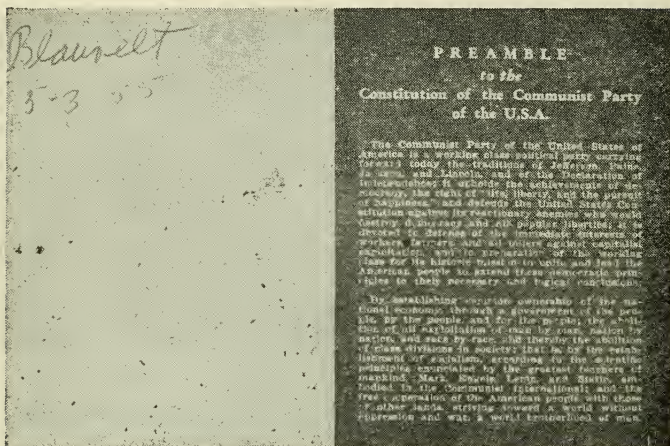 Blauvelt
5-3 55
PREAMBLE
to the
Constitution of the Communist Party
of the U.S.A.
The Communist Party of the United States of
America is a working class political party carrying
forward today the traditions of Jefferson, Paine,
Jackson, and Lincoln, and of the Declaration of
Independence; it upholds the achievements of de-
mocracy, the right of "life, liberty, and the pursuit
of happiness," and defends the United States Con-
stitution against its reactionary enemies who would
destroy democracy and all popular liberties; it is
devoted to defense of the immediate interests of
workers, farmers, and all toilers against capitalist
exploitation, and to preparation of the working
class for its historic mission to unite and lead the
American people to extend these democratic prin-
ciples to their necessary and logical conclusions:
By establishing common ownership of the na-
tional economy, through a government of the peo-
ple, by the people, and for the people; the aboli-
tion of all exploitation of man by man, nation by
nation, and race by race, and thereby the abolition
of class divisions in society; that is, by the estab-
lishment of socialism, according to the scientific
principles enunciated by the greatest teachers of
mankind, Marx, Engels, Lenin, and Stalin, em-
bodied in the Communist International; and the
free cooperation of the American people with those
of other lands, striving toward a world without
oppression and war, a world brotherhood of man.